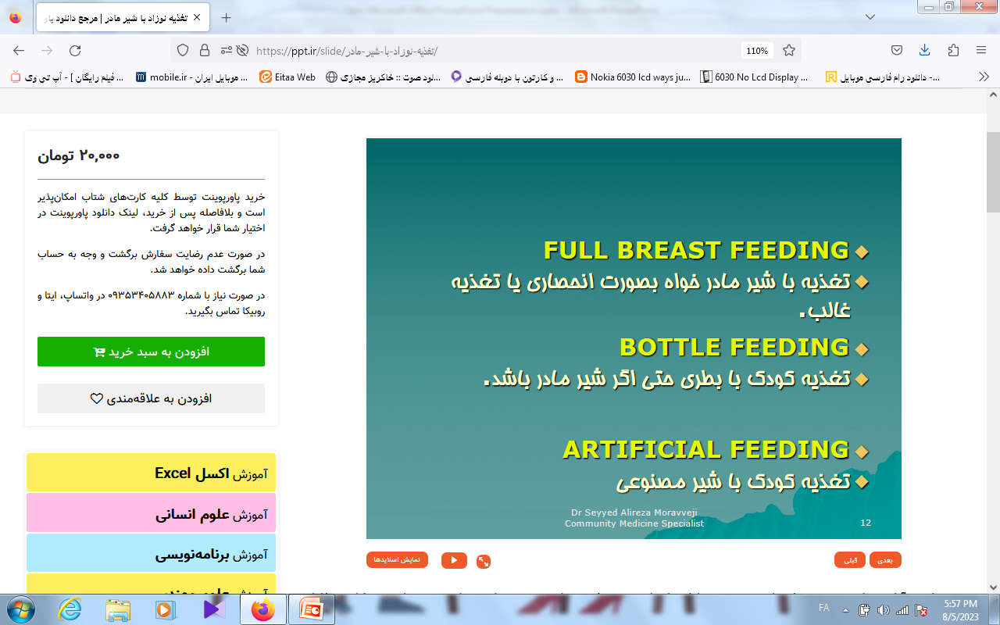 تغذیه نوزاد با شیر مادر | مرجع دانلود پاو
https://ppt.ir/slide/تغذیه-نوزاد-با-شیر-مادر/
110%
فیلم رایگان ] - آپ تی وی ...
موبایل ایران - mobile.ir ...
Eitaa Web
لود صوت :: خاکریز مجازی...
و کارتون با دوبله فارسی ...
Nokia 6030 lcd ways ju...
6030 No Lcd Display ...
- دانلود رام فارسی موبایل...
۲۰,۰۰۰ تومان
خرید پاورپوینت توسط کلیه کارت‌های شتاب امکان‌پذیر
است و بلافاصله پس از خرید، لینک دانلود پاورپوینت در
اختیار شما قرار خواهد گرفت.
در صورت عدم رضایت سفارش برگشت و وجه به حساب
شما برگشت داده خواهد شد.
در صورت نیاز با شماره ۰۹۳۵۳۴۰۵۸۸۳ در واتساپ، ایتا و
روبیکا تماس بگیرید.
افزودن به سبد خرید
افزودن به علاقه‌مندی
آموزش اکسل Excel
آموزش علوم انسانی
آموزش برنامه‌نویسی
FULL BREAST FEEDING
تغذیه با شیر مادر خواه بصورت انحصاری یا تغذیه
غالب.
BOTTLE FEEDING
تغذیه کودک با بطری حتی اگر شیر مادر باشد.
ARTIFICIAL FEEDING
تغذیه کودک با شیر مصنوعی
Dr Seyyed Alireza Moravveji
Community Medicine Specialist
12
نمایش اسلایدها
قبلی
بعدی
FA
5:57 PM
8/5/2023